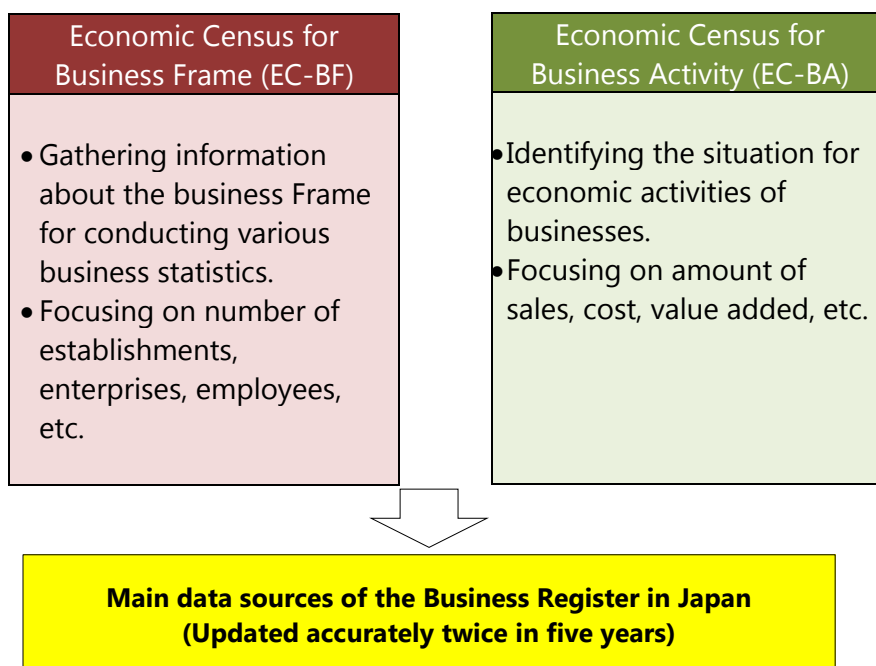 Economic Census for
Business Frame (EC-BF)
• Gathering information
about the business Frame
for conducting various
business statistics.
• Focusing on number of
establishments,
enterprises, employees,
etc.
Economic Census for
Business Activity (EC-BA)
•Identifying the situation for
economic activities of
businesses.
•Focusing on amount of
sales, cost, value added, etc.
Main data sources of the Business Register in Japan
(Updated accurately twice in five years)